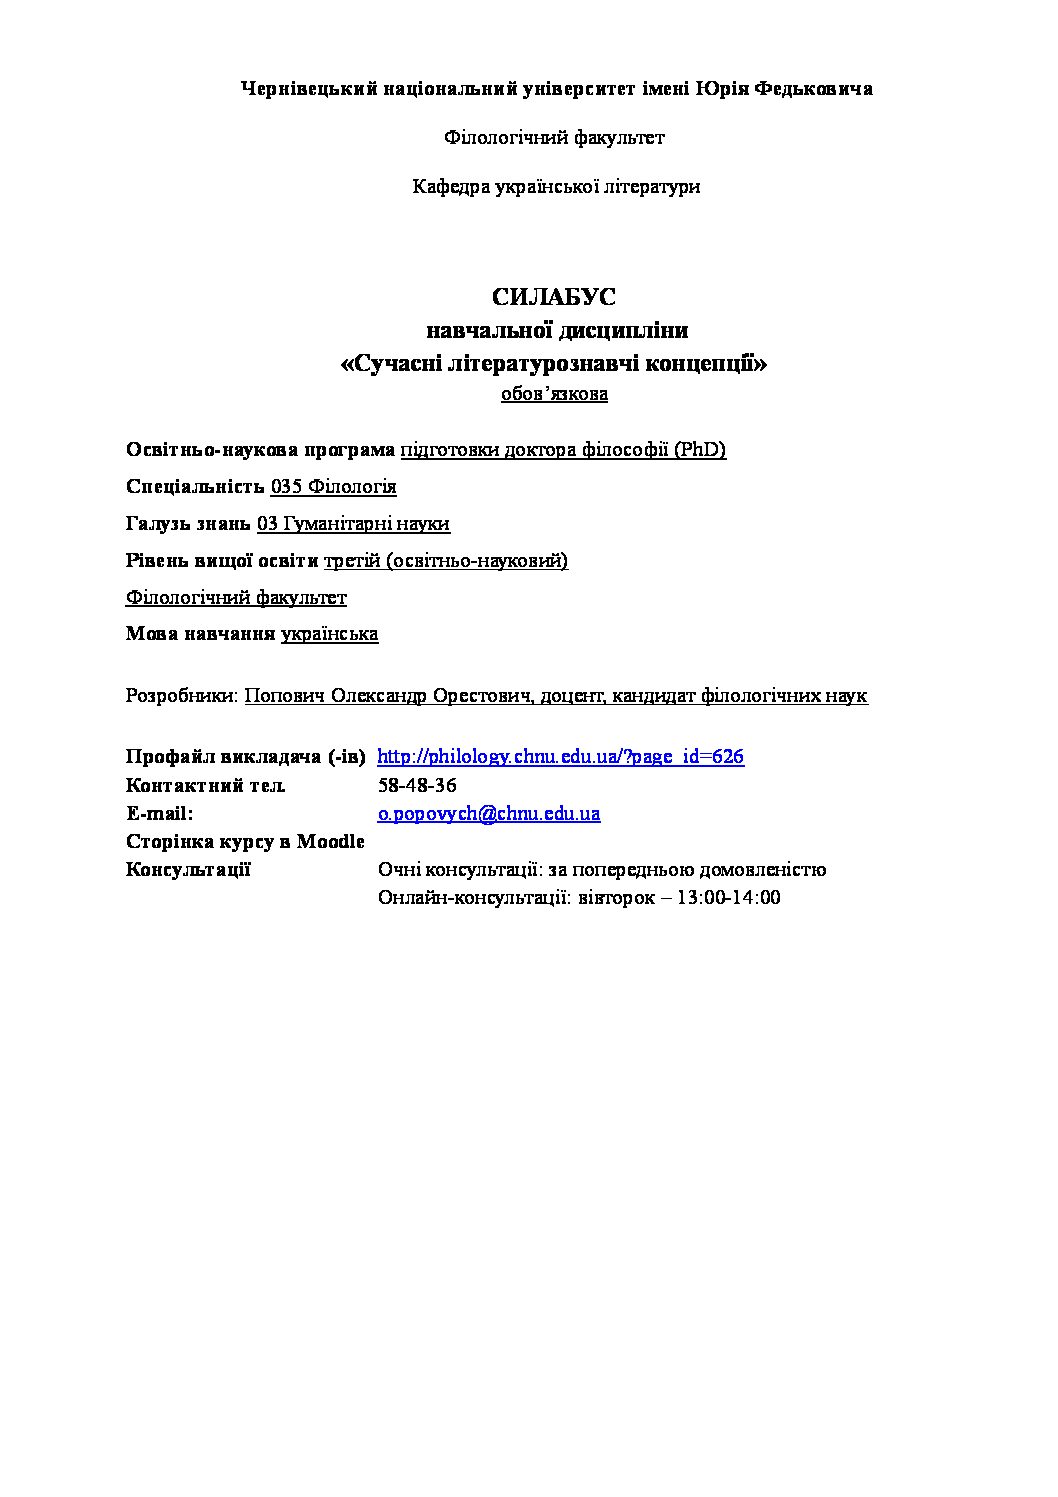 Чернівецький національний університет імені Юрія Федьковича
Філологічний факультет
Кафедра української літератури
СИЛАБУС
навчальної дисципліни
«Сучасні літературознавчі концепції»
обов’язкова
Освітньо-наукова програма підготовки доктора філософії (PhD)
Спеціальність 035 Філологія
Галузь знань 03 Гуманітарні науки
Рівень вищої освіти третій (освітньо-науковий)
Філологічний факультет
Мова навчання українська
Розробники: Попович Олександр Орестович, доцент, кандидат філологічних наук
Профайл викладача (-ів) http://philology.chnu.edu.ua/?page_id=626
Контактний тел. 58-48-36
E-mail: o.popovych@chnu.edu.ua
Сторінка курсу в Moodle
Консультації Очні консультації: за попередньою домовленістю
Онлайн-консультації: вівторок – 13:00-14:00